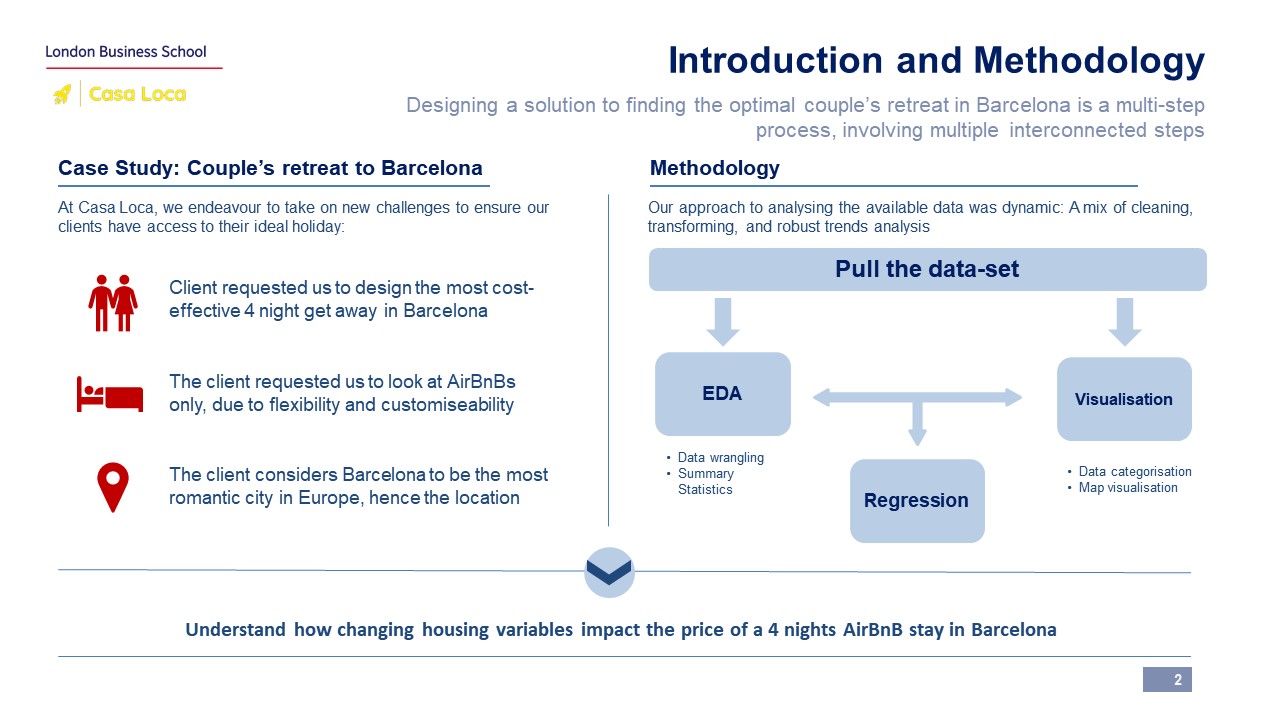 London Business School
Casa Loca
Introduction and Methodology
Designing a solution to finding the optimal couple's retreat in Barcelona is a multi-step
process, involving multiple interconnected steps
Case Study: Couple's retreat to Barcelona
At Casa Loca, we endeavour to take on new challenges to ensure our
clients have access to their ideal holiday:
Client requested us to design the most cost-
effective 4 night get away in Barcelona
The client requested us to look at AirBnBs
only, due to flexibility and customiseability
The client considers Barcelona to be the most
romantic city in Europe, hence the location
Methodology
Our approach to analysing the available data was dynamic: A mix of cleaning,
transforming, and robust trends analysis
Pull the data-set
EDA
• Data wrangling
• Summary
Statistics
Regression
Visualisation
• Data categorisation
• Map visualisation
Understand how changing housing variables impact the price of a 4 nights AirBnB stay in Barcelona
2